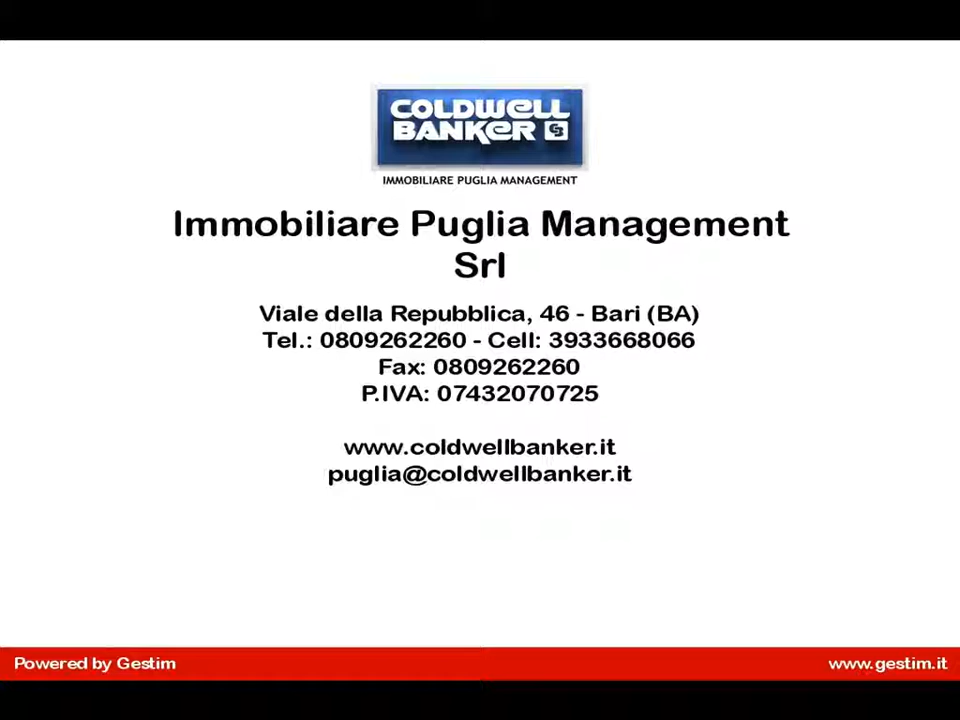 COLDWELL
BANKER CB
IMMOBILIARE PUGLIA MANAGEMENT
Immobiliare Puglia Management
Srl
Viale della Repubblica, 46 - Bari (BA)
Tel.: 0809262260 - Cell: 3933668066
Fax: 0809262260
P.IVA: 07432070725
www.coldwellbanker.it
puglia@coldwellbanker.it
Powered by Gestim
www.gestim.it